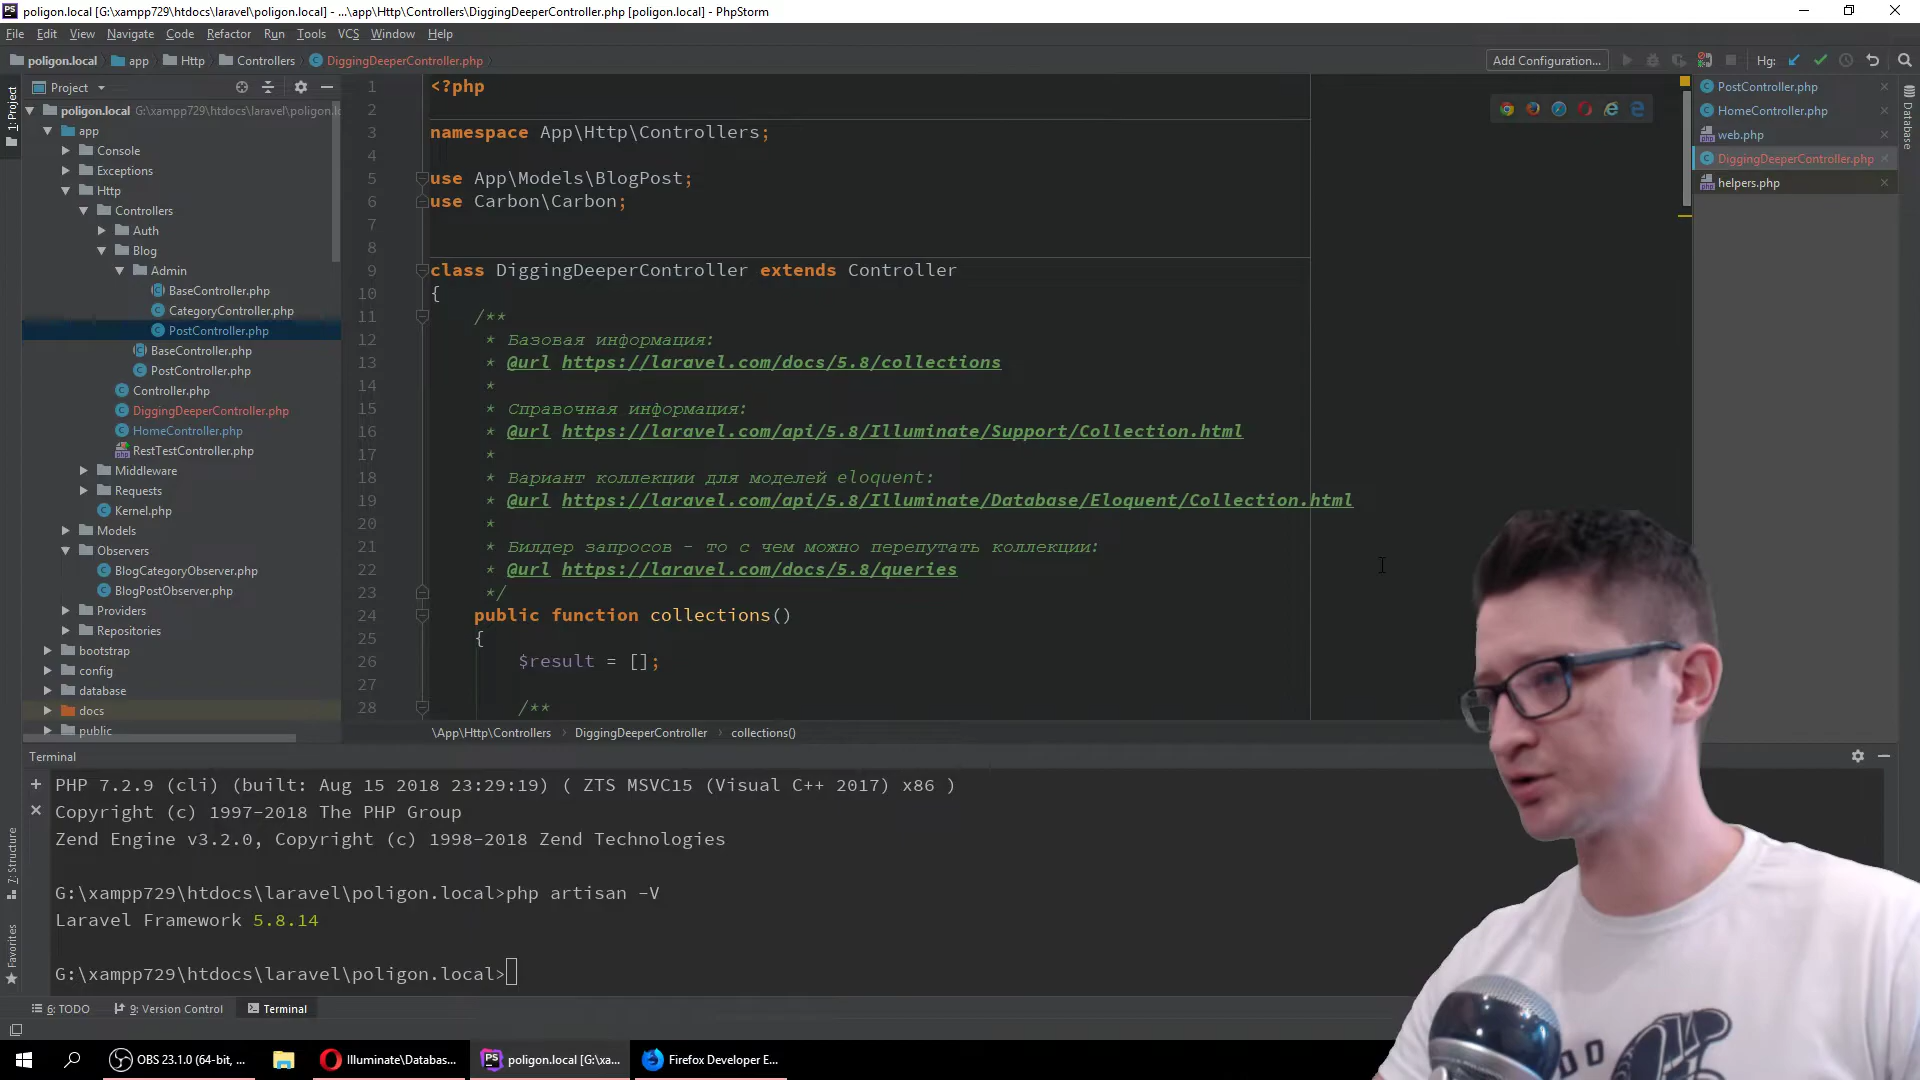 poligon.local [G:\xampp729\htdocs\laravel\poligon.local] - ...\app\Http\Controllers\DiggingDeeperController.php [poligon.local] - PhpStorm
File Edit View Navigate Code Refactor Run Tools VCS Window Help
poligon.local app Http Controllers DiggingDeeperController.php
Add Configuration... Hg:
1: Project
Project
poligon.local G:\xampp729\htdocs\laravel\poligon.l
app
Console
Exceptions
Http
Controllers
Auth
Blog
Admin
BaseController.php
CategoryController.php
PostController.php
BaseController.php
PostController.php
Controller.php
DiggingDeeperController.php
HomeController.php
RestTestController.php
Middleware
Requests
Kernel.php
Models
Observers
BlogCategoryObserver.php
BlogPostObserver.php
Providers
Repositories
bootstrap
config
database
docs
public
1 <?php
2
3 namespace App\Http\Controllers;
4
5 use App\Models\BlogPost;
6 use Carbon\Carbon;
7
8
9 class DiggingDeeperController extends Controller
10 {
11 /**
12 * Базовая информация:
13 * @url https://laravel.com/docs/5.8/collections
14 *
15 * Справочная информация:
16 * @url https://laravel.com/api/5.8/Illuminate/Support/Collection.html
17 *
18 * Вариант коллекции для моделей eloquent:
19 * @url https://laravel.com/api/5.8/Illuminate/Database/Eloquent/Collection.html
20 *
21 * Билдер запросов - то с чем можно перепутать коллекции:
22 * @url https://laravel.com/docs/5.8/queries
23 */
24 public function collections()
25 {
26 $result = [];
27
28 /**
\App\Http\Controllers DiggingDeeperController collections()
PostController.php
HomeController.php
web.php
DiggingDeeperController.php
helpers.php
Database
Terminal
PHP 7.2.9 (cli) (built: Aug 15 2018 23:29:19) ( ZTS MSVC15 (Visual C++ 2017) x86 )
Copyright (c) 1997-2018 The PHP Group
Zend Engine v3.2.0, Copyright (c) 1998-2018 Zend Technologies
G:\xampp729\htdocs\laravel\poligon.local>php artisan -V
Laravel Framework 5.8.14
G:\xampp729\htdocs\laravel\poligon.local>
7: Structure
Favorites
6: TODO 9: Version Control Terminal
OBS 23.1.0 (64-bit, ... Illuminate\Databas... poligon.local [G:\xa... Firefox Developer E...